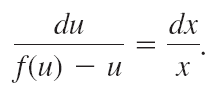 du/(f(u) − u) = dx/x.